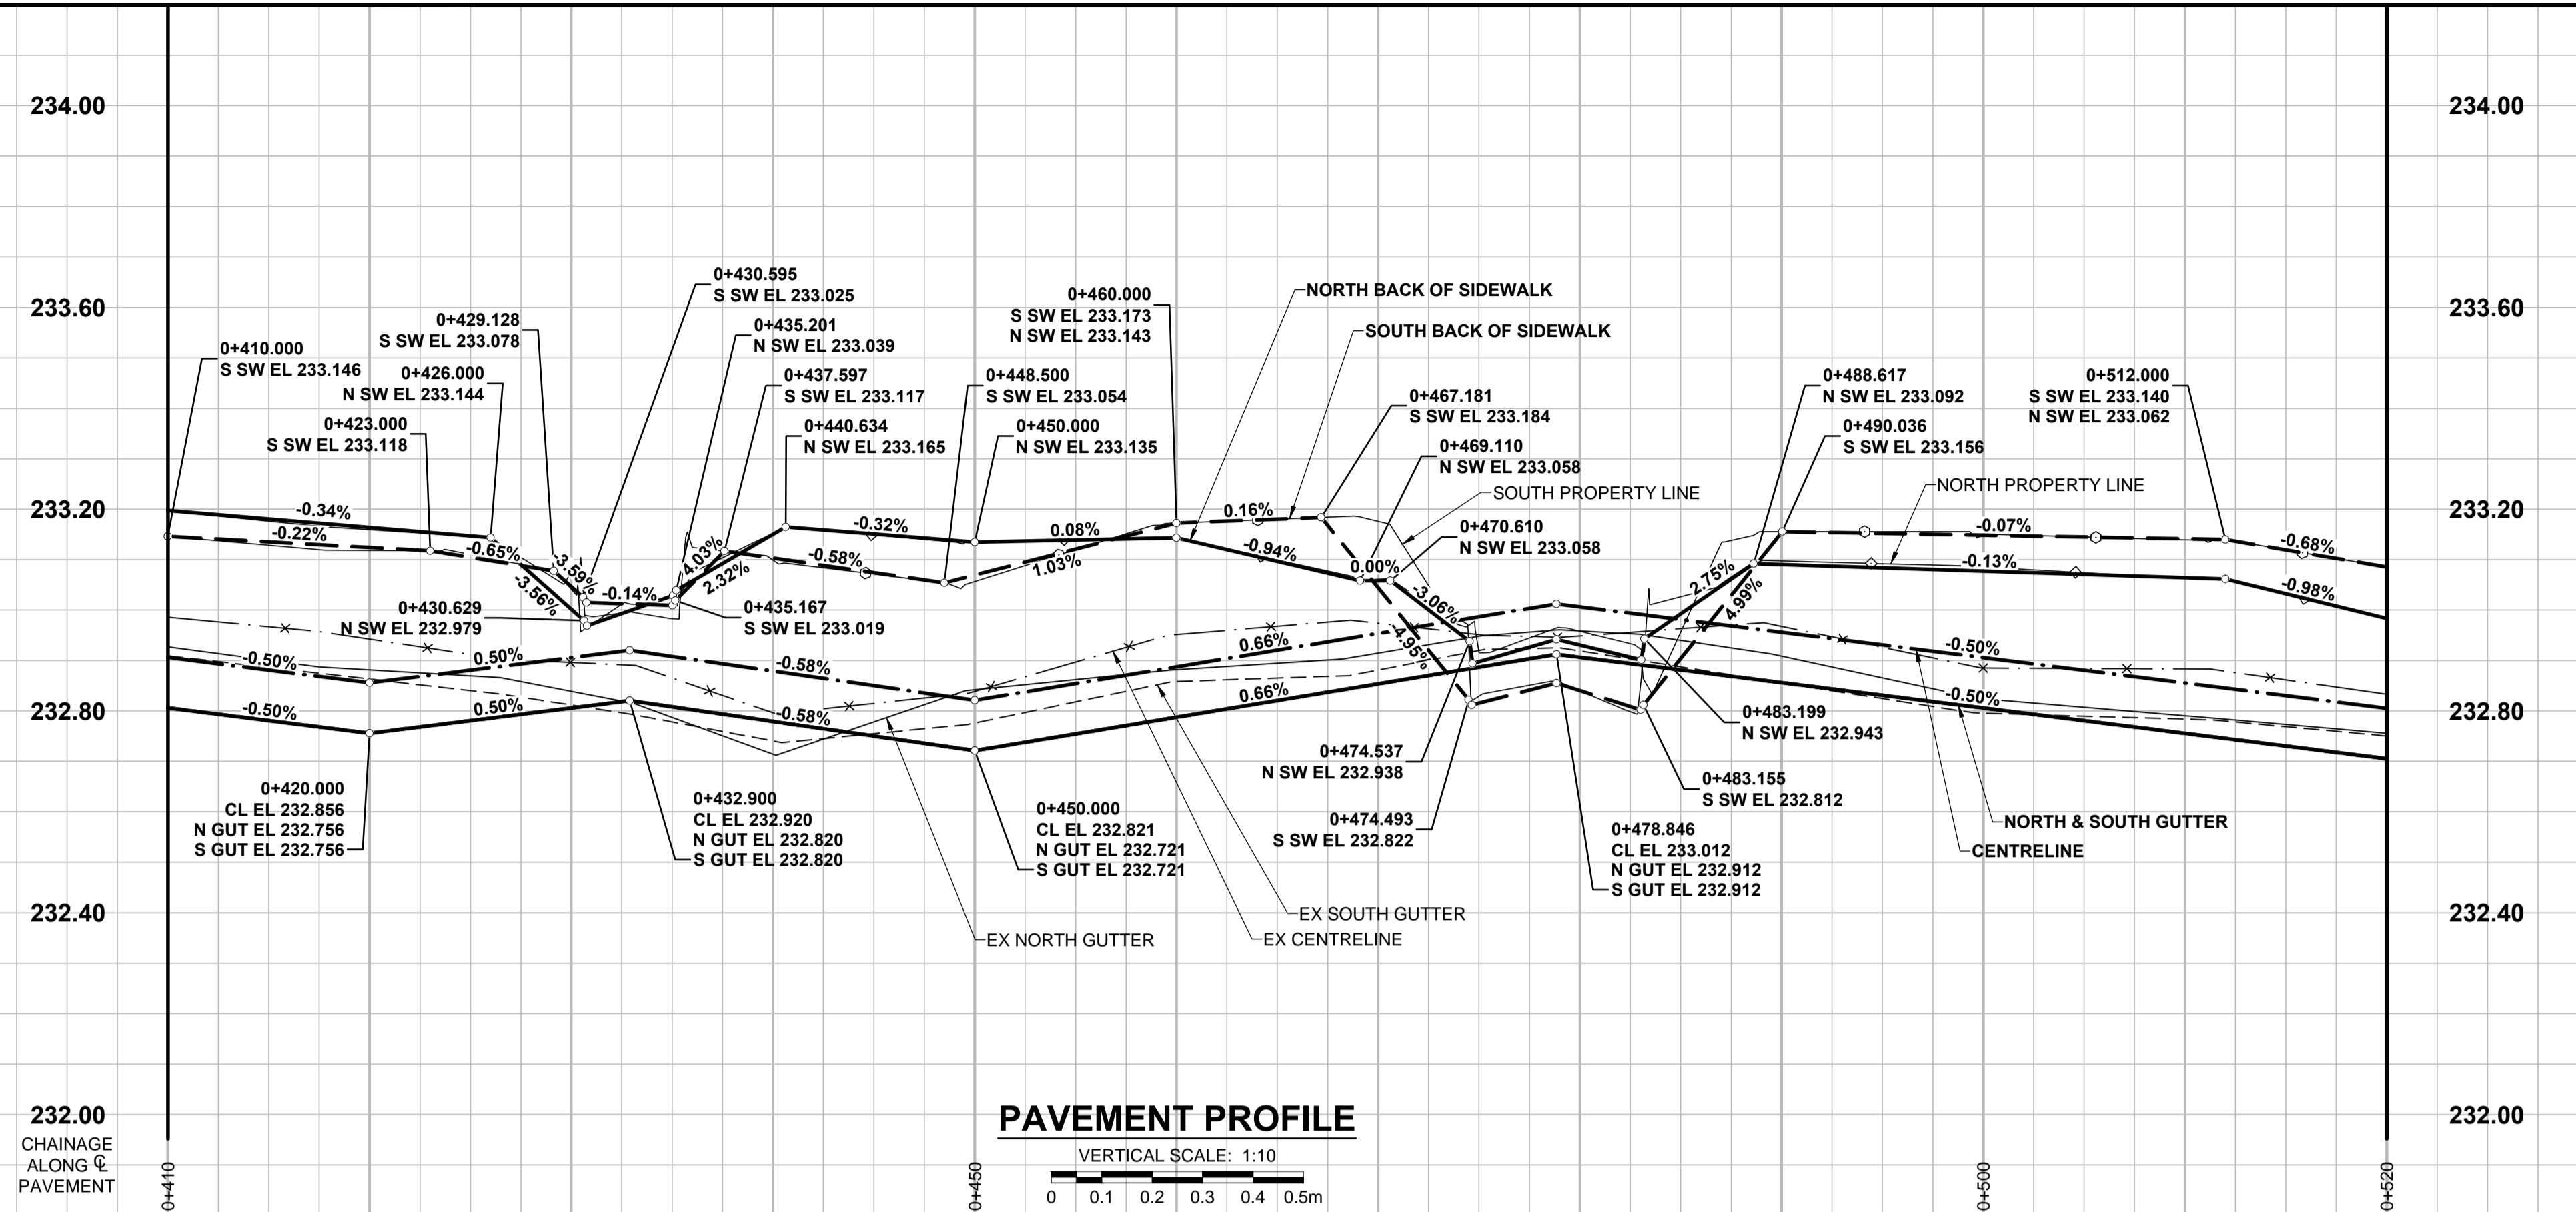 234.00
234.00
233.60
233.60
233.20
233.20
232.80
232.80
232.40
232.40
232.00
232.00
0+410.000
S SW EL 233.146
0+423.000
S SW EL 233.118
0+426.000
N SW EL 233.144
0+429.128
S SW EL 233.078
0+430.595
S SW EL 233.025
0+435.201
N SW EL 233.039
0+437.597
S SW EL 233.117
0+440.634
N SW EL 233.165
0+448.500
S SW EL 233.054
0+450.000
N SW EL 233.135
0+460.000
S SW EL 233.173
N SW EL 233.143
NORTH BACK OF SIDEWALK
SOUTH BACK OF SIDEWALK
0+467.181
S SW EL 233.184
0+469.110
N SW EL 233.058
SOUTH PROPERTY LINE
0+470.610
N SW EL 233.058
0+488.617
N SW EL 233.092
0+490.036
S SW EL 233.156
NORTH PROPERTY LINE
0+512.000
S SW EL 233.140
N SW EL 233.062
-0.34%
-0.22%
-0.65%
-3.59%
-3.56%
-0.14%
4.03%
2.32%
-0.32%
-0.58%
0.08%
1.03%
0.16%
-0.94%
0.00%
-3.06%
-4.95%
2.75%
4.99%
-0.07%
-0.13%
-0.68%
-0.98%
0+430.629
N SW EL 232.979
0+435.167
S SW EL 233.019
-0.50%
0.50%
-0.58%
0.66%
-0.50%
-0.50%
0.50%
-0.58%
0.66%
-0.50%
0+420.000
CL EL 232.856
N GUT EL 232.756
S GUT EL 232.756
0+432.900
CL EL 232.920
N GUT EL 232.820
S GUT EL 232.820
0+450.000
CL EL 232.821
N GUT EL 232.721
S GUT EL 232.721
0+474.537
N SW EL 232.938
0+474.493
S SW EL 232.822
0+478.846
CL EL 233.012
N GUT EL 232.912
S GUT EL 232.912
0+483.199
N SW EL 232.943
0+483.155
S SW EL 232.812
NORTH & SOUTH GUTTER
CENTRELINE
EX SOUTH GUTTER
EX NORTH GUTTER
EX CENTRELINE
PAVEMENT PROFILE
VERTICAL SCALE: 1:10
0 0.1 0.2 0.3 0.4 0.5m
CHAINAGE
ALONG ℄
PAVEMENT
0+410
0+450
0+500
0+520